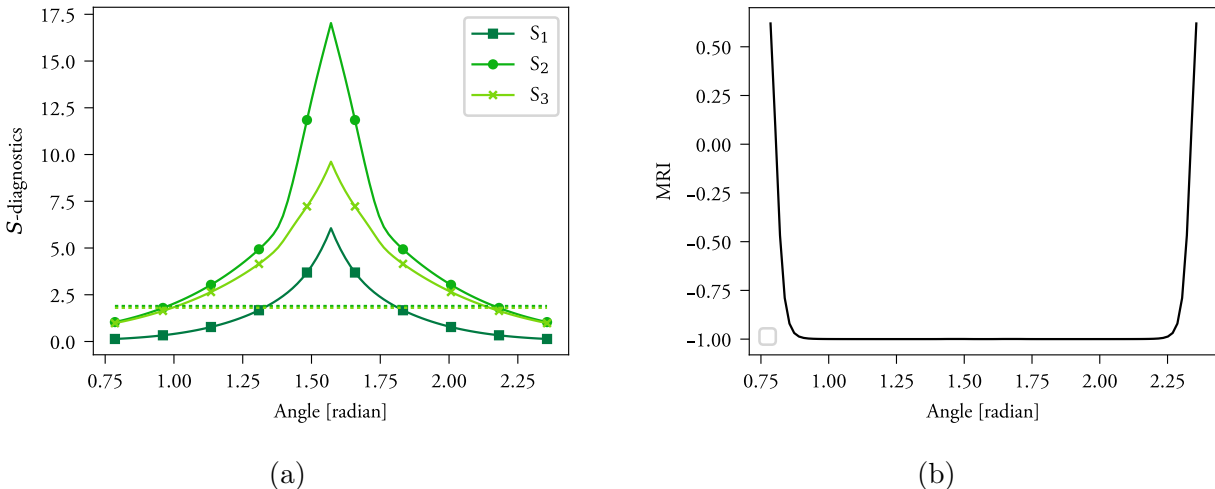 17.5
15.0
12.5
10.0
7.5
5.0
2.5
0.0
S-diagnostics
0.75 1.00 1.25 1.50 1.75 2.00 2.25
Angle [radian]
S1
S2
S3
(a)
0.50
0.25
0.00
−0.25
−0.50
−0.75
−1.00
MRI
0.75 1.00 1.25 1.50 1.75 2.00 2.25
Angle [radian]
(b)